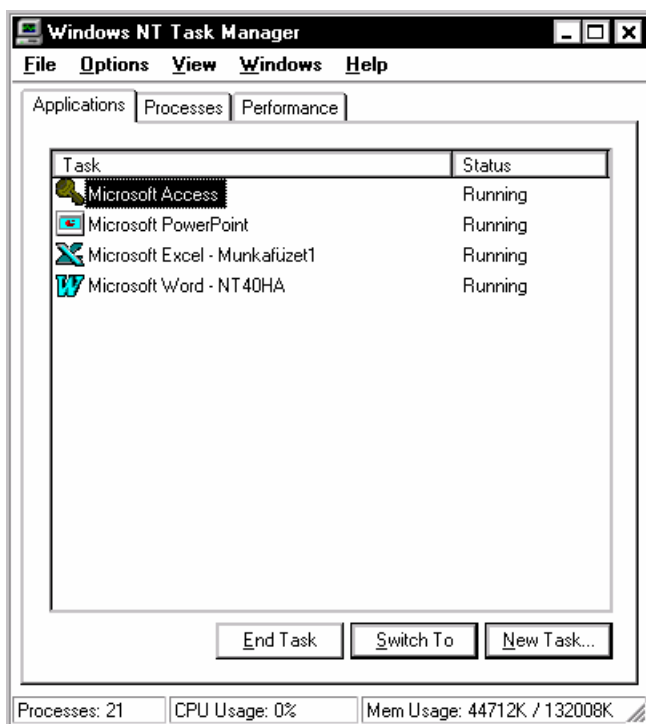 Windows NT Task Manager
File Options View Windows Help
Applications Processes Performance
Task Status
Microsoft Access Running
Microsoft PowerPoint Running
Microsoft Excel - Munkafüzet1 Running
Microsoft Word - NT40HA Running
End Task Switch To New Task...
Processes: 21 CPU Usage: 0% Mem Usage: 44712K / 132008K